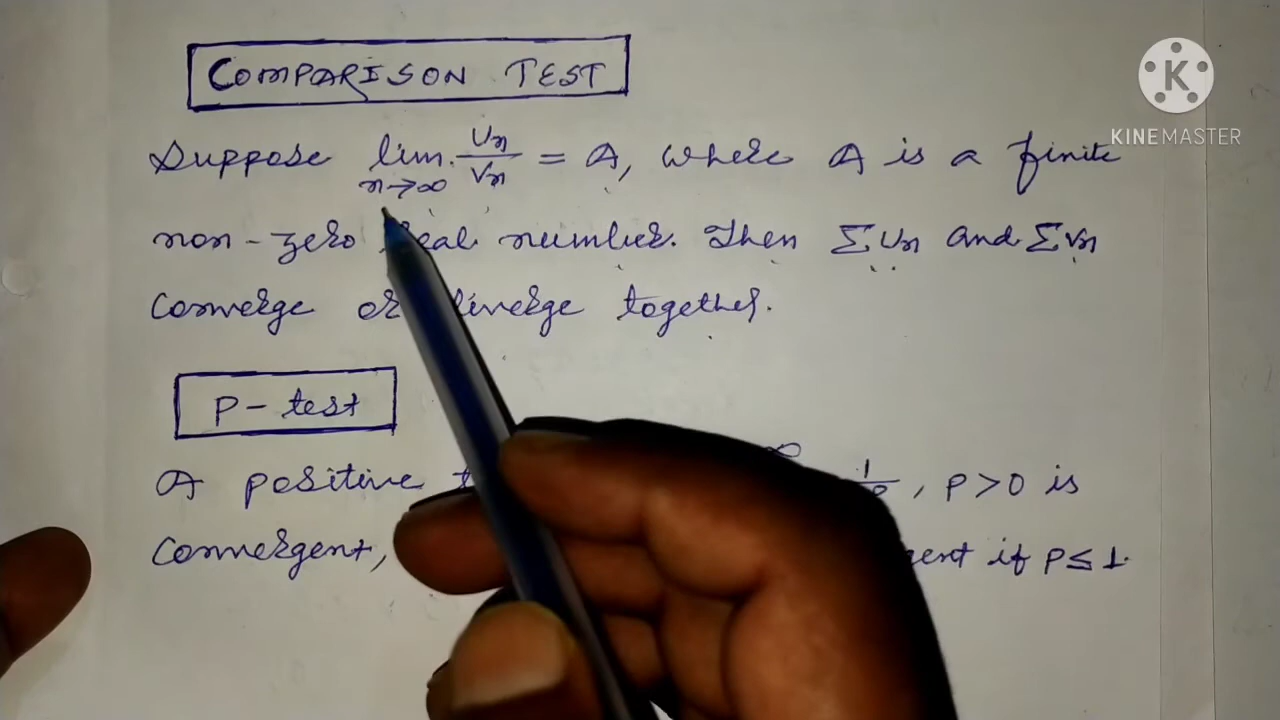 COMPARISON TEST
Suppose lim n→∞ Un/Vn = A, where A is a finite
non-zero real number. Then ΣUn and ΣVn
converge or diverge together.
P-test
A positive ∞ 1 , P>0 is
Convergent, if P≤1.
K
KINEMASTER